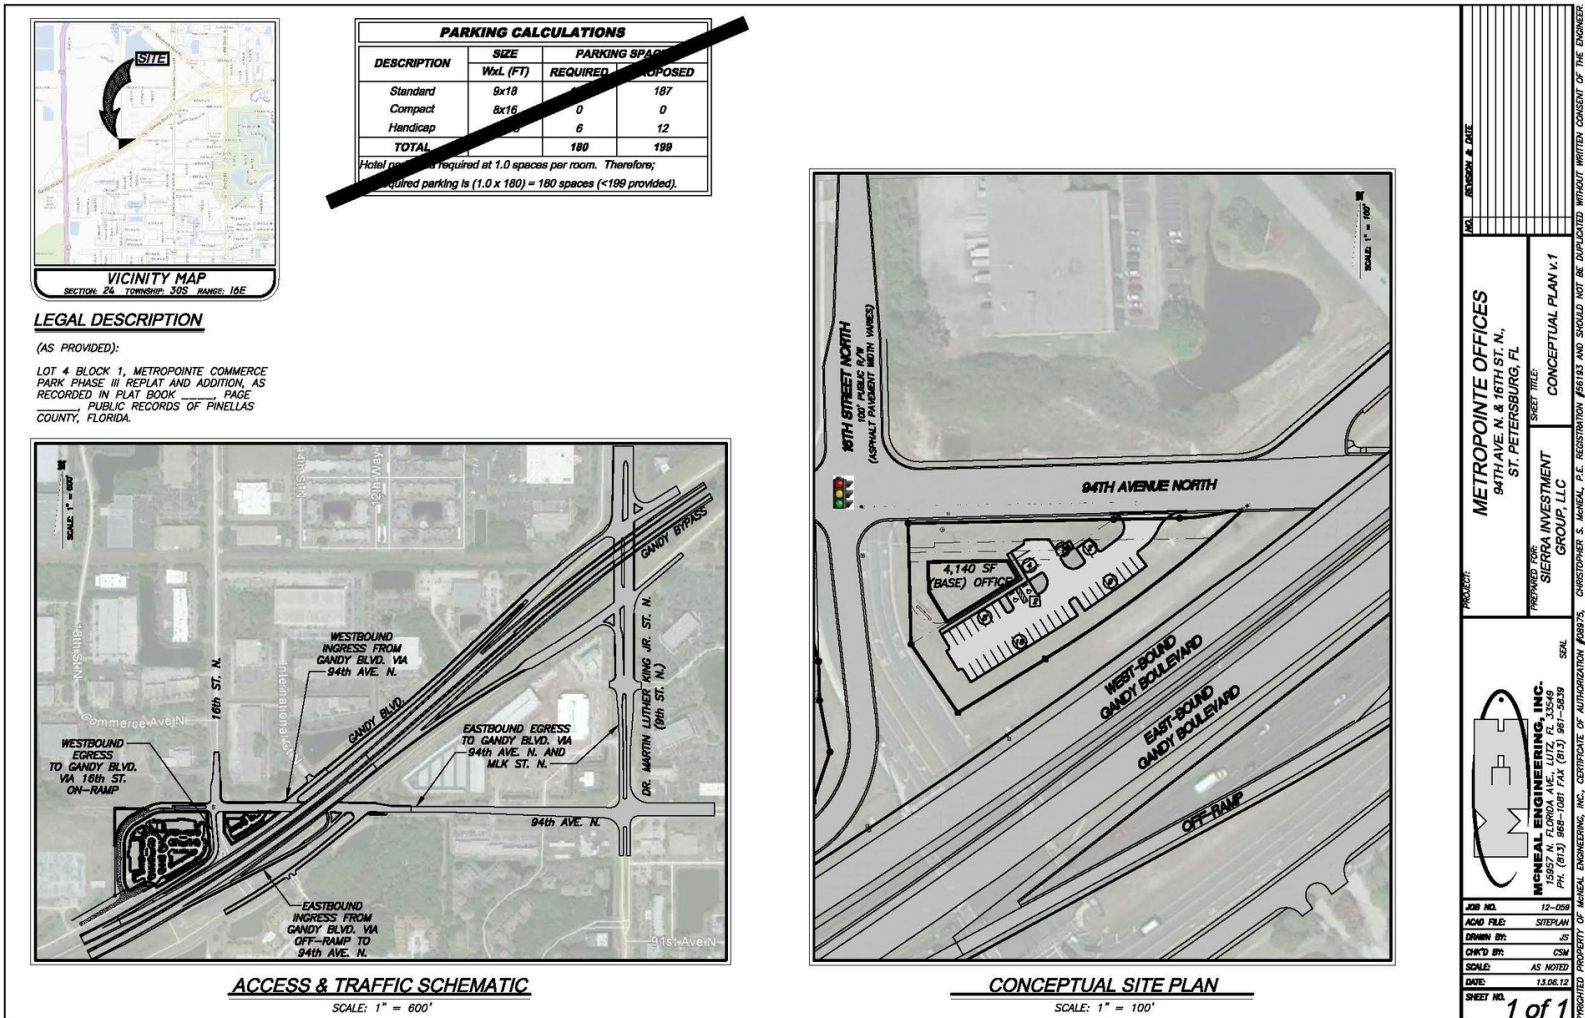 SITE
VICINITY MAP
SECTION: 24 TOWNSHIP: 30S RANGE: 16E
PARKING CALCULATIONS
DESCRIPTION SIZE PARKING
WxL (FT) REQUIRED
Standard 9x18 187
Compact 8x16 0 0
Handicap 6 12
TOTAL 180 199
Hotel required at 1.0 spaces per room. Therefore;
parking is (1.0 x 180) = 180 spaces (<199 provided).
LEGAL DESCRIPTION
(AS PROVIDED):
LOT 4 BLOCK 1, METROPOINTE COMMERCE
PARK PHASE III REPLAT AND ADDITION, AS
RECORDED IN PLAT BOOK ____, PAGE
____, PUBLIC RECORDS OF PINELLAS
COUNTY, FLORIDA.
SCALE: 1" = 600'
14th St N
12th Way
18th St N
16th ST. N.
International Ct
Commerce Ave N
WESTBOUND
INGRESS FROM
GANDY BLVD. VIA
94th AVE. N.
GANDY BLVD.
GANDY BYPASS
WESTBOUND
EGRESS
TO GANDY BLVD.
VIA 16th ST.
ON-RAMP
EASTBOUND EGRESS
TO GANDY BLVD. VIA
94th AVE. N. AND
MLK ST. N.
DR. MARTIN LUTHER KING JR. ST. N.
(9th ST. N.)
94th AVE. N.
EASTBOUND
INGRESS FROM
GANDY BLVD. VIA
OFF-RAMP TO
94th AVE. N.
91st Ave N
ACCESS & TRAFFIC SCHEMATIC
SCALE: 1" = 600'
SCALE: 1" = 100'
16TH STREET NORTH
100' PUBLIC R/W
(ASPHALT PAVEMENT WIDTH VARIES)
94TH AVENUE NORTH
4,140 SF
(BASE) OFFICE
WEST-BOUND
GANDY BOULEVARD
EAST-BOUND
GANDY BOULEVARD
OFF-RAMP
CONCEPTUAL SITE PLAN
SCALE: 1" = 100'
NO. REVISION & DATE
PROJECT:
METROPOINTE OFFICES
94TH AVE. N. & 16TH ST. N.,
ST. PETERSBURG, FL
SHEET TITLE:
CONCEPTUAL PLAN v.1
PREPARED FOR:
SIERRA INVESTMENT
GROUP, LLC
SEAL
MCNEAL ENGINEERING, INC.
15957 N. FLORIDA AVE., LUTZ, FL 33549
PH. (813) 968-1081 FAX (813) 961-5839
JOB NO. 12-059
ACAD FILE: SITEPLAN
DRAWN BY: JS
CHK'D BY: CSM
SCALE: AS NOTED
DATE: 13.06.12
SHEET NO. 1 of 1
PROPERTY OF McNEAL ENGINEERING, INC., CERTIFICATE OF AUTHORIZATION #08975, CHRISTOPHER S. McNEAL, P.E. REGISTRATION #56193 AND SHOULD NOT BE DUPLICATED WITHOUT WRITTEN CONSENT OF THE ENGINEER.